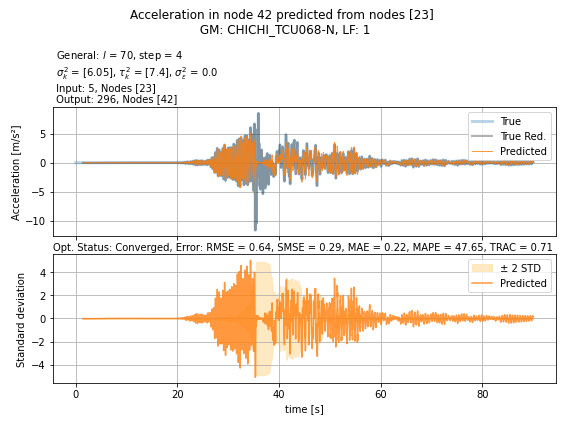 Acceleration in node 42 predicted from nodes [23]
GM: CHICHI_TCU068-N, LF: 1
General: l = 70, step = 4
σ²ₖ = [6.05], τ²ₖ = [7.4], σ²ₑ = 0.0
Input: 5, Nodes [23]
Output: 296, Nodes [42]
True
True Red.
Predicted
5
0
−5
−10
Acceleration [m/s²]
Opt. Status: Converged, Error: RMSE = 0.64, SMSE = 0.29, MAE = 0.22, MAPE = 47.65, TRAC = 0.71
± 2 STD
Predicted
4
2
0
−2
−4
Standard deviation
0 20 40 60 80
time [s]